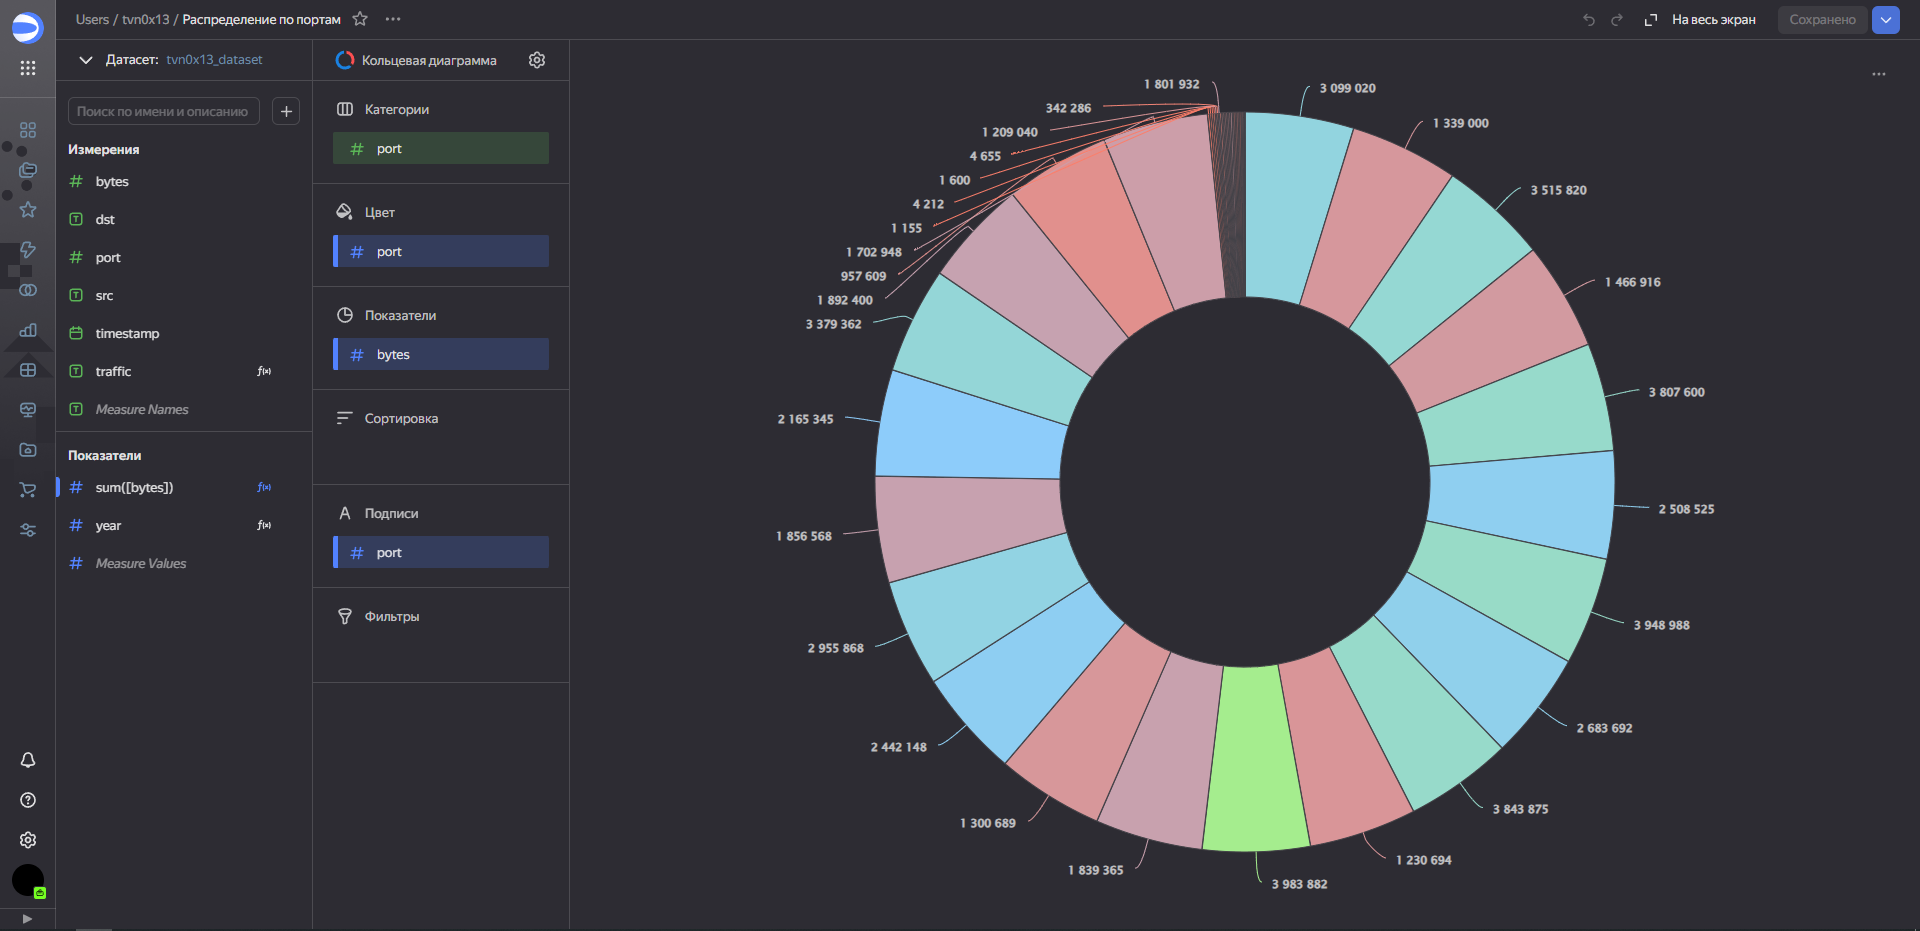 Users / tvn0x13 / Распределение по портам
На весь экран
Сохранено
Датасет: tvn0x13_dataset
Поиск по имени и описанию
Измерения
bytes
dst
port
src
timestamp
traffic
f(x)
Measure Names
Показатели
sum([bytes])
f(x)
year
f(x)
Measure Values
Кольцевая диаграмма
Категории
port
Цвет
port
Показатели
bytes
Сортировка
Подписи
port
Фильтры
1 801 932
342 286
1 209 040
4 655
1 600
4 212
1 155
1 702 948
957 609
1 892 400
3 379 362
2 165 345
1 856 568
2 955 868
2 442 148
1 300 689
1 839 365
3 099 020
1 339 000
3 515 820
1 466 916
3 807 600
2 508 525
3 948 988
2 683 692
3 843 875
1 230 694
3 983 882